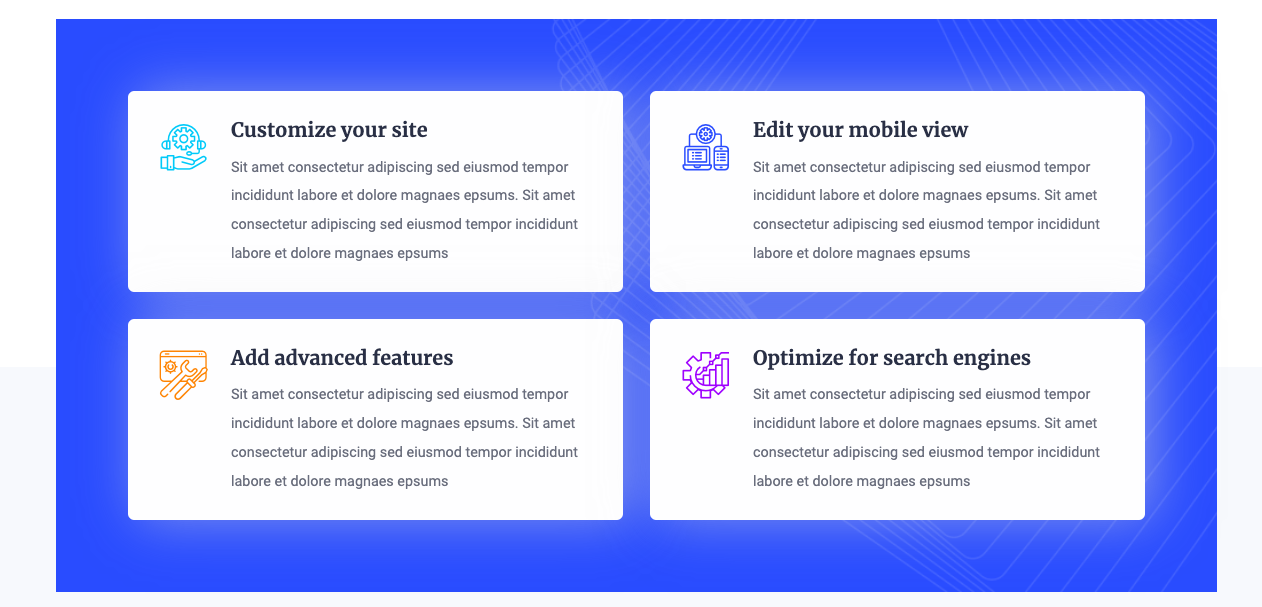 Customize your site
Sit amet consectetur adipiscing sed eiusmod tempor
incididunt labore et dolore magnaes epsums. Sit amet
consectetur adipiscing sed eiusmod tempor incididunt
labore et dolore magnaes epsums
Edit your mobile view
Sit amet consectetur adipiscing sed eiusmod tempor
incididunt labore et dolore magnaes epsums. Sit amet
consectetur adipiscing sed eiusmod tempor incididunt
labore et dolore magnaes epsums
Add advanced features
Sit amet consectetur adipiscing sed eiusmod tempor
incididunt labore et dolore magnaes epsums. Sit amet
consectetur adipiscing sed eiusmod tempor incididunt
labore et dolore magnaes epsums
Optimize for search engines
Sit amet consectetur adipiscing sed eiusmod tempor
incididunt labore et dolore magnaes epsums. Sit amet
consectetur adipiscing sed eiusmod tempor incididunt
labore et dolore magnaes epsums